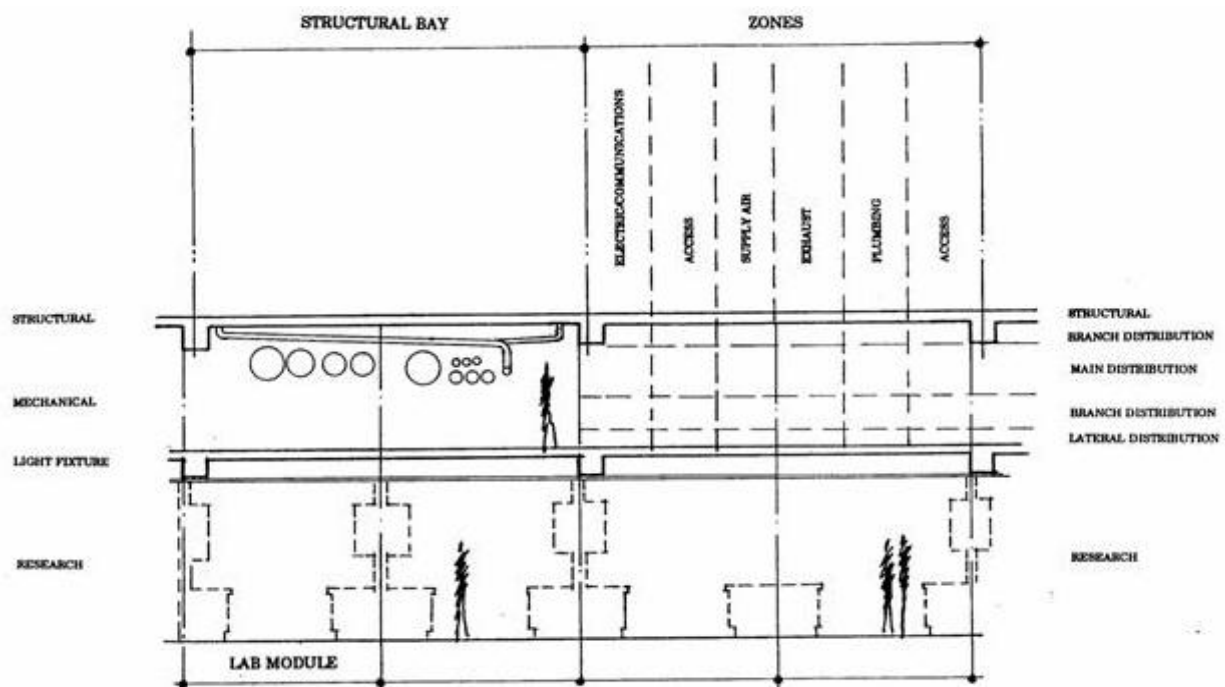 STRUCTURAL BAY
ZONES
ELECTRIC/COMMUNICATIONS
ACCESS
SUPPLY AIR
EXHAUST
PLUMBING
ACCESS
STRUCTURAL
MECHANICAL
LIGHT FIXTURE
RESEARCH
STRUCTURAL
BRANCH DISTRIBUTION
MAIN DISTRIBUTION
BRANCH DISTRIBUTION
LATERAL DISTRIBUTION
RESEARCH
LAB MODULE